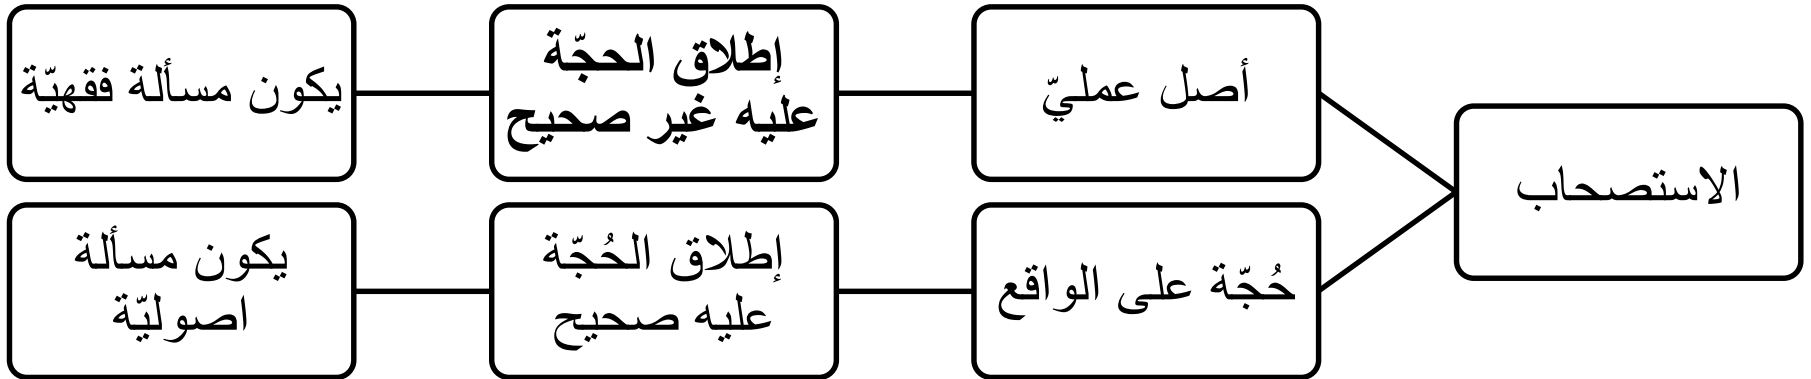 الاستصحاب
أصل عمليّ
إطلاق الحجّة
عليه غير صحيح
يكون مسألة فقهيّة
حُجّة على الواقع
إطلاق الحُجّة
عليه صحيح
يكون مسألة
اصوليّة